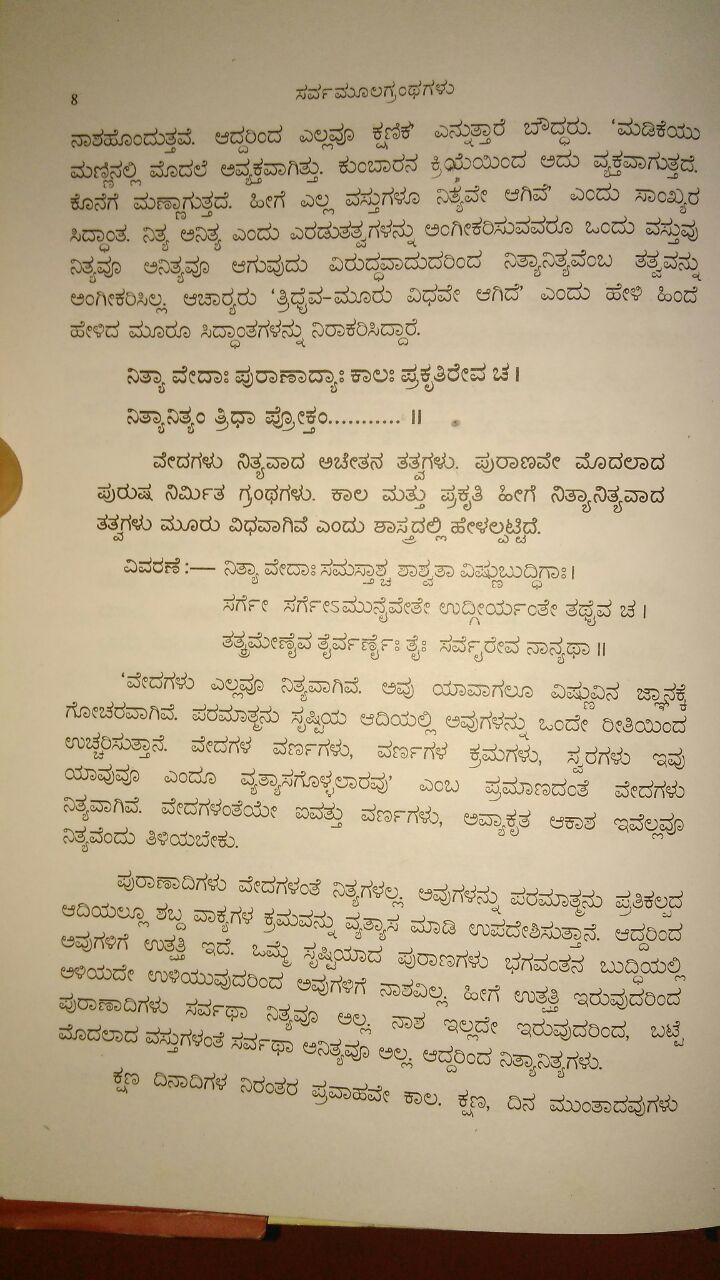 8
ಸರ್ವಮೂಲಗ್ರಂಥಗಳು
ನಾಶಹೊಂದುತ್ತವೆ. ಆದ್ದರಿಂದ ಎಲ್ಲವೂ ಕ್ಷಣಿಕ' ಎನ್ನುತ್ತಾರೆ ಬೌದ್ಧರು. 'ಮಡಿಕೆಯು
ಮಣ್ಣಿನಲ್ಲಿ ಮೊದಲೆ ಅವ್ಯಕ್ತವಾಗಿತ್ತು. ಕುಂಬಾರನ ಕ್ರಿಯೆಯಿಂದ ಅದು ವ್ಯಕ್ತವಾಗುತ್ತದೆ.
ಕೊನೆಗೆ ಮಣ್ಣಾಗುತ್ತದೆ. ಹೀಗೆ ಎಲ್ಲ ವಸ್ತುಗಳೂ ನಿತ್ಯವೇ ಆಗಿವೆ' ಎಂದು ಸಾಂಖ್ಯರ
ಸಿದ್ಧಾಂತ. ನಿತ್ಯ ಅನಿತ್ಯ ಎಂದು ಎರಡುತತ್ವಗಳನ್ನು ಅಂಗೀಕರಿಸುವವರೂ ಒಂದು ವಸ್ತುವು
ನಿತ್ಯವೂ ಅನಿತ್ಯವೂ ಆಗುವುದು ವಿರುದ್ಧವಾದುದರಿಂದ ನಿತ್ಯಾನಿತ್ಯವೆಂಬ ತತ್ವವನ್ನು
ಅಂಗೀಕರಿಸಿಲ್ಲ. ಆಚಾರ್‍ಯರು 'ತ್ರಿಧೈವ-ಮೂರು ವಿಧವೇ ಆಗಿದೆ' ಎಂದು ಹೇಳಿ ಹಿಂದೆ
ಹೇಳಿದ ಮೂರೂ ಸಿದ್ಧಾಂತಗಳನ್ನು ನಿರಾಕರಿಸಿದ್ದಾರೆ.
ನಿತ್ಯಾ ವೇದಾಃ ಪುರಾಣಾದ್ಯಾಃ ಕಾಲಃ ಪ್ರಕೃತಿರೇವ ಚ ।
ನಿತ್ಯಾನಿತ್ಯಂ ತ್ರಿಧಾ ಪ್ರೋಕ್ತಂ........... ॥
ವೇದಗಳು ನಿತ್ಯವಾದ ಅಚೇತನ ತತ್ವಗಳು. ಪುರಾಣವೇ ಮೊದಲಾದ
ಪುರುಷ ನಿರ್ಮಿತ ಗ್ರಂಥಗಳು. ಕಾಲ ಮತ್ತು ಪ್ರಕೃತಿ ಹೀಗೆ ನಿತ್ಯಾನಿತ್ಯವಾದ
ತತ್ವಗಳು ಮೂರು ವಿಧವಾಗಿವೆ ಎಂದು ಶಾಸ್ತ್ರದಲ್ಲಿ ಹೇಳಲ್ಪಟ್ಟಿದೆ.
ವಿವರಣೆ :— ನಿತ್ಯಾ ವೇದಾಃ ಸಮಸ್ತಾಶ್ಚ ಶಾಶ್ವತಾ ವಿಷ್ಣುಬುದ್ಧಿಗಾಃ ।
ಸರ್ಗೇ ಸರ್ಗೇಽಮುನೈವೇತೇ ಉದ್ಗೀರ್ಯಂತೇ ತಥೈವ ಚ ।
ತತ್ಕ್ರಮೇಣೈವ ತೈರ್ವರ್ಣೈಃ ತೈಃ ಸರ್ವೈರೇವ ನಾನ್ಯಥಾ ॥
'ವೇದಗಳು ಎಲ್ಲವೂ ನಿತ್ಯವಾಗಿವೆ. ಅವು ಯಾವಾಗಲೂ ವಿಷ್ಣುವಿನ ಜ್ಞಾನಕ್ಕೆ
ಗೋಚರವಾಗಿವೆ. ಪರಮಾತ್ಮನು ಸೃಷ್ಟಿಯ ಆದಿಯಲ್ಲಿ ಅವುಗಳನ್ನು ಒಂದೇ ರೀತಿಯಿಂದ
ಉಚ್ಚರಿಸುತ್ತಾನೆ. ವೇದಗಳ ವರ್ಣಗಳು, ವರ್ಣಗಳ ಕ್ರಮಗಳು, ಸ್ವರಗಳು ಇವು
ಯಾವುವೂ ಎಂದೂ ವ್ಯತ್ಯಾಸಗೊಳ್ಳಲಾರವು' ಎಂಬ ಪ್ರಮಾಣದಂತೆ ವೇದಗಳು
ನಿತ್ಯವಾಗಿವೆ. ವೇದಗಳಂತೆಯೇ ಐವತ್ತು ವರ್ಣಗಳು, ಅವ್ಯಾಕೃತ ಆಕಾಶ ಇವೆಲ್ಲವೂ
ನಿತ್ಯವೆಂದು ತಿಳಿಯಬೇಕು.
ಪುರಾಣಾದಿಗಳು ವೇದಗಳಂತೆ ನಿತ್ಯಗಳಲ್ಲ. ಅವುಗಳನ್ನು ಪರಮಾತ್ಮನು ಪ್ರತಿಕಲ್ಪದ
ಆದಿಯಲ್ಲೂ ಶಬ್ದ ವಾಕ್ಯಗಳ ಕ್ರಮವನ್ನು ವ್ಯತ್ಯಾಸ ಮಾಡಿ ಉಪದೇಶಿಸುತ್ತಾನೆ. ಆದ್ದರಿಂದ
ಅವುಗಳಿಗೆ ಉತ್ಪತ್ತಿ ಇದೆ. ಒಮ್ಮೆ ಸೃಷ್ಟಿಯಾದ ಪುರಾಣಗಳು ಭಗವಂತನ ಬುದ್ಧಿಯಲ್ಲಿ
ಅಳಿಯದೇ ಉಳಿಯುವುದರಿಂದ ಅವುಗಳಿಗೆ ನಾಶವಿಲ್ಲ. ಹೀಗೆ ಉತ್ಪತ್ತಿ ಇರುವುದರಿಂದ
ಪುರಾಣಾದಿಗಳು ಸರ್ವಥಾ ನಿತ್ಯವೂ ಅಲ್ಲ. ನಾಶ ಇಲ್ಲದೇ ಇರುವುದರಿಂದ, ಬಟ್ಟೆ
ಮೊದಲಾದ ವಸ್ತುಗಳಂತೆ ಸರ್ವಥಾ ಅನಿತ್ಯವೂ ಅಲ್ಲ. ಆದ್ದರಿಂದ ನಿತ್ಯಾನಿತ್ಯಗಳು.
ಕ್ಷಣ ದಿನಾದಿಗಳ ನಿರಂತರ ಪ್ರವಾಹವೇ ಕಾಲ. ಕ್ಷಣ, ದಿನ ಮುಂತಾದವುಗಳು